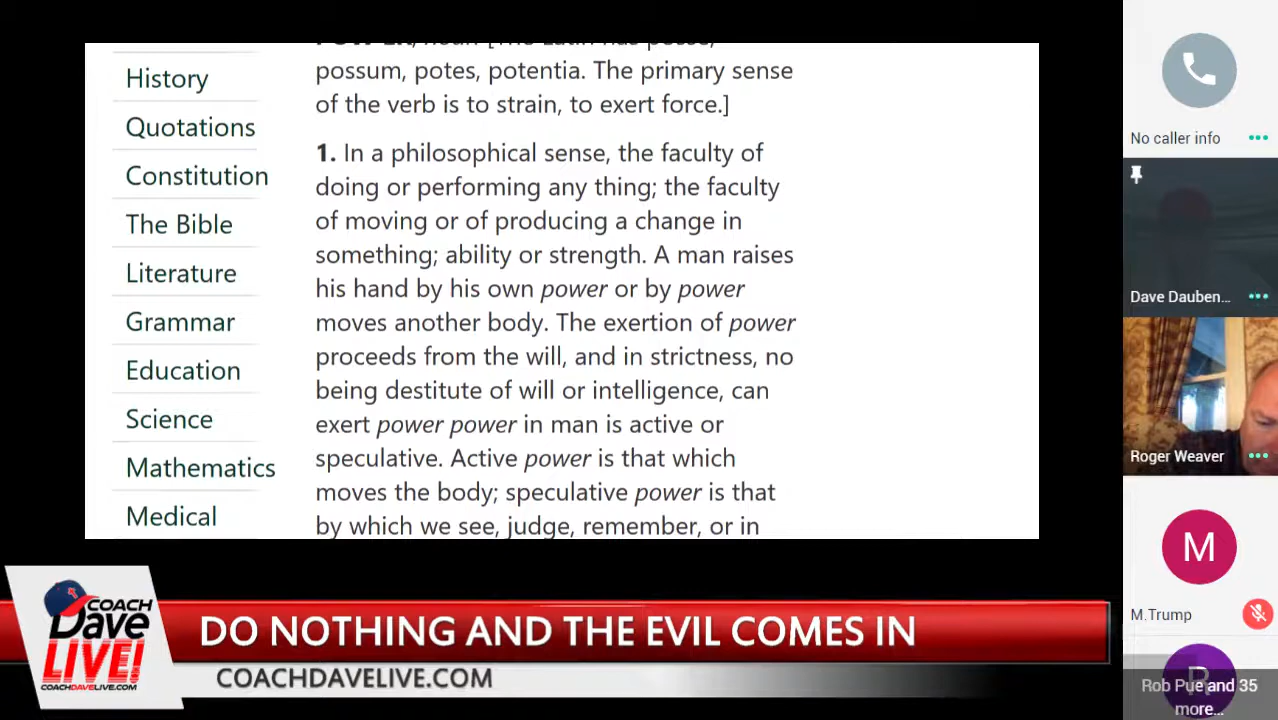 History
Quotations
Constitution
The Bible
Literature
Grammar
Education
Science
Mathematics
Medical
possum, potes, potentia. The primary sense
of the verb is to strain, to exert force.]
1. In a philosophical sense, the faculty of
doing or performing any thing; the faculty
of moving or of producing a change in
something; ability or strength. A man raises
his hand by his own power or by power
moves another body. The exertion of power
proceeds from the will, and in strictness, no
being destitute of will or intelligence, can
exert power power in man is active or
speculative. Active power is that which
moves the body; speculative power is that
by which we see, judge, remember, or in
No caller info
Dave Dauben...
Roger Weaver
M
M.Trump
R
Rob Pue and 35
more...
COACH
Dave
LIVE!
COACHDAVELIVE.COM
DO NOTHING AND THE EVIL COMES IN
COACHDAVELIVE.COM